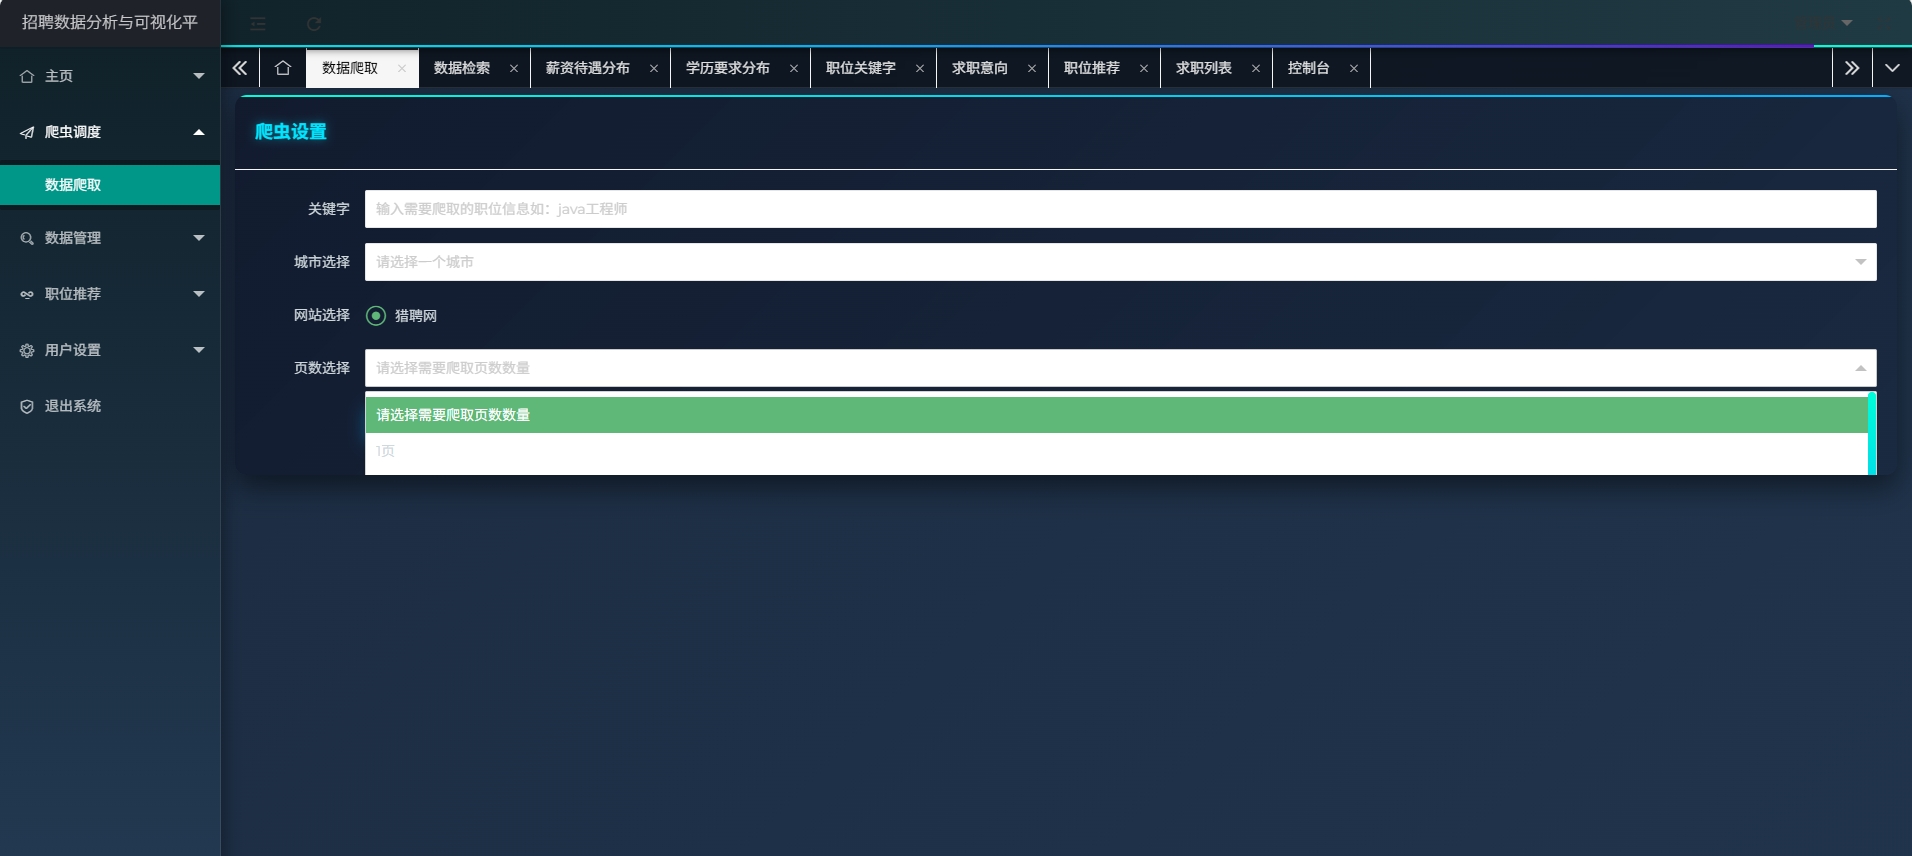 招聘数据分析与可视化平
主页
爬虫调度
数据爬取
数据管理
职位推荐
用户设置
退出系统
数据爬取 数据检索 薪资待遇分布 学历要求分布 职位关键字 求职意向 职位推荐 求职列表 控制台
爬虫设置
关键字 输入需要爬取的职位信息如：java工程师
城市选择 请选择一个城市
网站选择 猎聘网
页数选择 请选择需要爬取页数数量
请选择需要爬取页数数量
1页